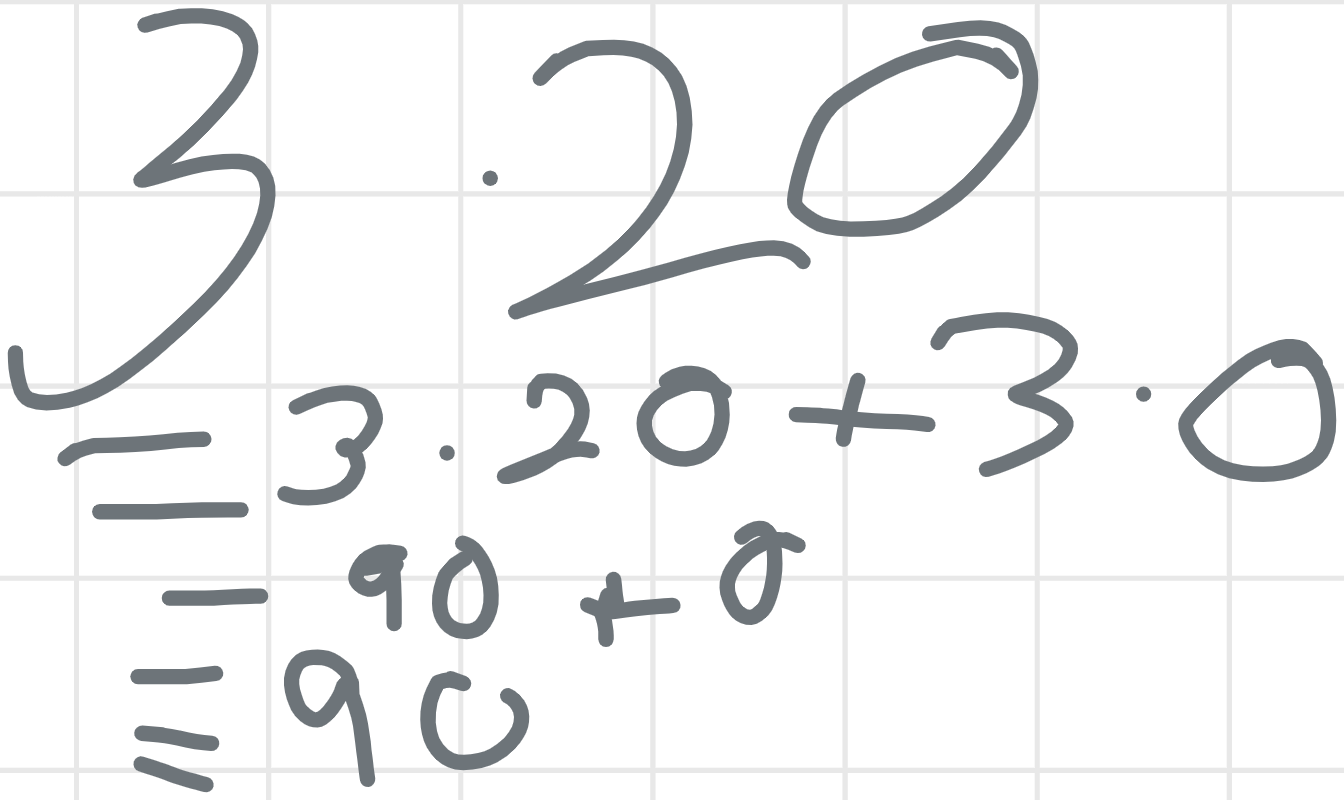 3 · 20
= 3 · 20 + 3 · 0
= 90 + 0
= 90